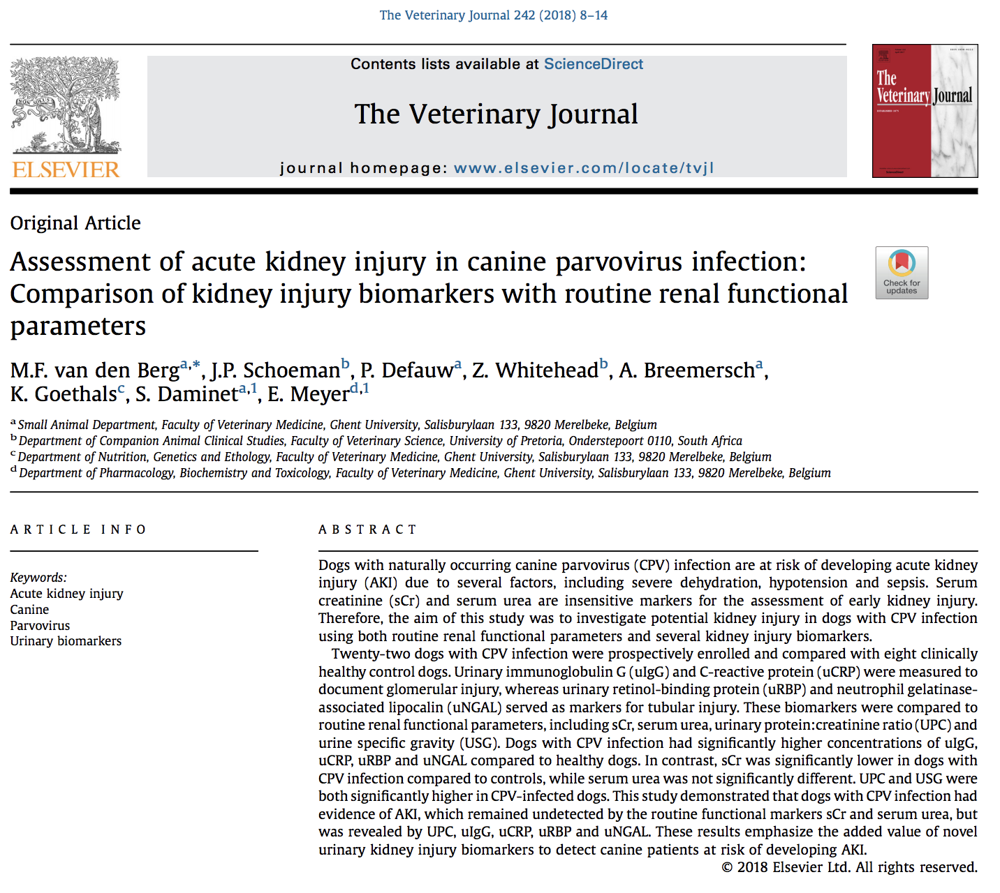 The Veterinary Journal 242 (2018) 8–14
Contents lists available at ScienceDirect
The Veterinary Journal
journal homepage: www.elsevier.com/locate/tvjl
NON SOLUS
ELSEVIER
The
Veterinary Journal
Original Article
Assessment of acute kidney injury in canine parvovirus infection:
Comparison of kidney injury biomarkers with routine renal functional
parameters
Check for
updates
M.F. van den Berg a,*, J.P. Schoeman b, P. Defauw a, Z. Whitehead b, A. Breemersch a,
K. Goethals c, S. Daminet a,1, E. Meyer d,1
a Small Animal Department, Faculty of Veterinary Medicine, Ghent University, Salisburylaan 133, 9820 Merelbeke, Belgium
b Department of Companion Animal Clinical Studies, Faculty of Veterinary Science, University of Pretoria, Onderstepoort 0110, South Africa
c Department of Nutrition, Genetics and Ethology, Faculty of Veterinary Medicine, Ghent University, Salisburylaan 133, 9820 Merelbeke, Belgium
d Department of Pharmacology, Biochemistry and Toxicology, Faculty of Veterinary Medicine, Ghent University, Salisburylaan 133, 9820 Merelbeke, Belgium
ARTICLE INFO
Keywords:
Acute kidney injury
Canine
Parvovirus
Urinary biomarkers
ABSTRACT
Dogs with naturally occurring canine parvovirus (CPV) infection are at risk of developing acute kidney
injury (AKI) due to several factors, including severe dehydration, hypotension and sepsis. Serum
creatinine (sCr) and serum urea are insensitive markers for the assessment of early kidney injury.
Therefore, the aim of this study was to investigate potential kidney injury in dogs with CPV infection
using both routine renal functional parameters and several kidney injury biomarkers.
Twenty-two dogs with CPV infection were prospectively enrolled and compared with eight clinically
healthy control dogs. Urinary immunoglobulin G (uIgG) and C-reactive protein (uCRP) were measured to
document glomerular injury, whereas urinary retinol-binding protein (uRBP) and neutrophil gelatinase-
associated lipocalin (uNGAL) served as markers for tubular injury. These biomarkers were compared to
routine renal functional parameters, including sCr, serum urea, urinary protein:creatinine ratio (UPC) and
urine specific gravity (USG). Dogs with CPV infection had significantly higher concentrations of uIgG,
uCRP, uRBP and uNGAL compared to healthy dogs. In contrast, sCr was significantly lower in dogs with
CPV infection compared to controls, while serum urea was not significantly different. UPC and USG were
both significantly higher in CPV-infected dogs. This study demonstrated that dogs with CPV infection had
evidence of AKI, which remained undetected by the routine functional markers sCr and serum urea, but
was revealed by UPC, uIgG, uCRP, uRBP and uNGAL. These results emphasize the added value of novel
urinary kidney injury biomarkers to detect canine patients at risk of developing AKI.
© 2018 Elsevier Ltd. All rights reserved.